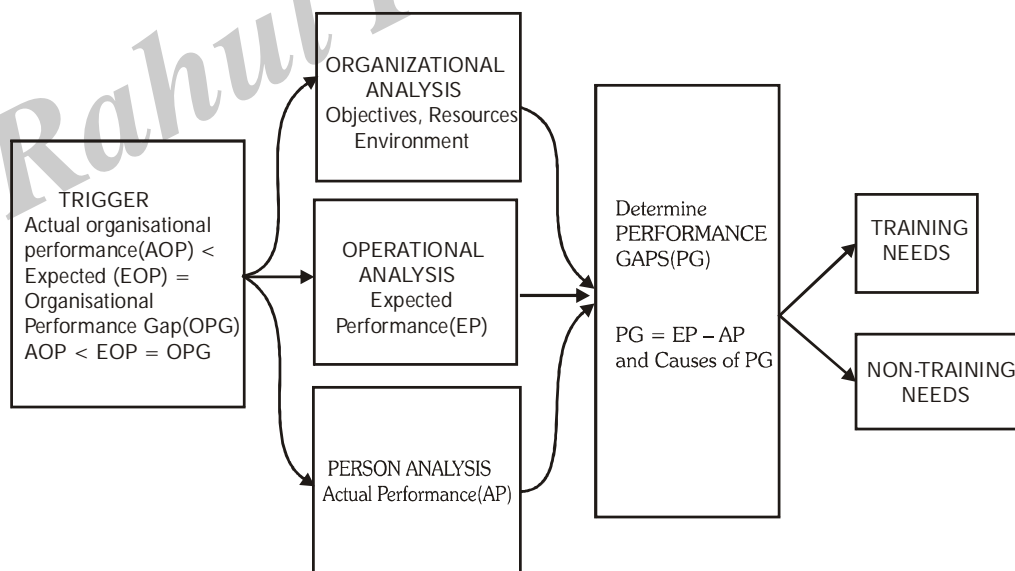 Rahul
TRIGGER
Actual organisational
performance(AOP) <
Expected (EOP) =
Organisational
Performance Gap(OPG)
AOP < EOP = OPG
ORGANIZATIONAL
ANALYSIS
Objectives, Resources
Environment
OPERATIONAL
ANALYSIS
Expected
Performance(EP)
PERSON ANALYSIS
Actual Performance(AP)
Determine
PERFORMANCE
GAPS(PG)
PG = EP – AP
and Causes of PG
TRAINING
NEEDS
NON-TRAINING
NEEDS